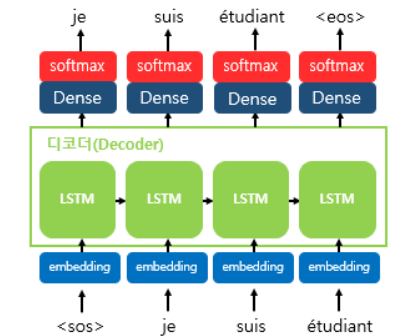 je suis étudiant <eos>
softmax softmax softmax softmax
Dense Dense Dense Dense
디코더(Decoder)
LSTM LSTM LSTM LSTM
embedding embedding embedding embedding
<sos> je suis étudiant